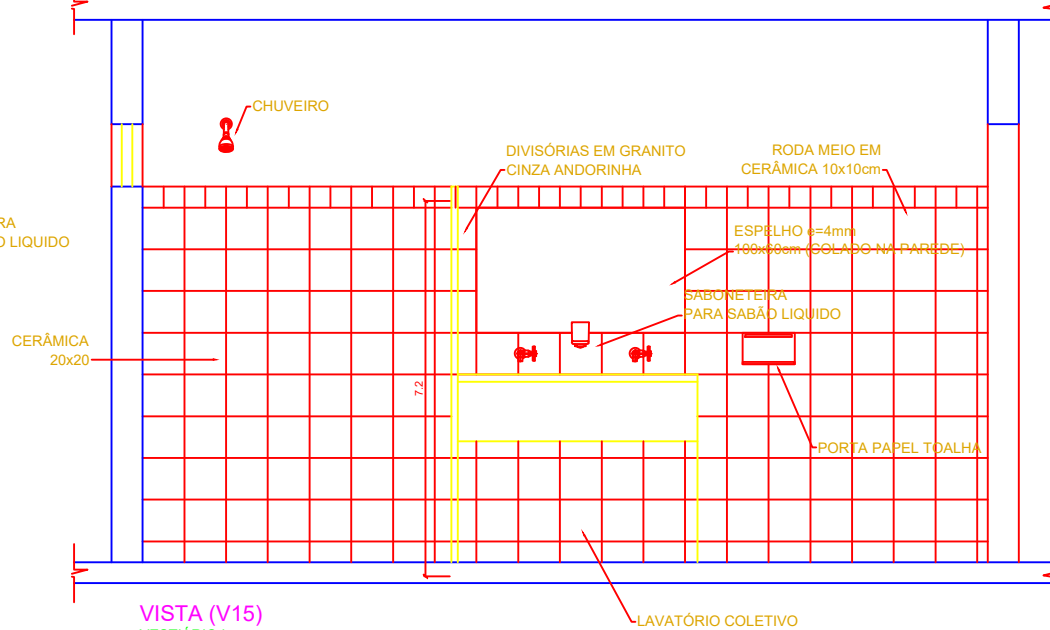 CHUVEIRO
DIVISÓRIAS EM GRANITO
CINZA ANDORINHA
RODA MEIO EM
CERÂMICA 10x10cm
RA
O LIQUIDO
ESPELHO e=4mm
100x60cm (COLADO NA PAREDE)
SABONETEIRA
PARA SABÃO LIQUIDO
CERÂMICA
20x20
7.2
PORTA PAPEL TOALHA
VISTA (V15)
LAVATÓRIO COLETIVO